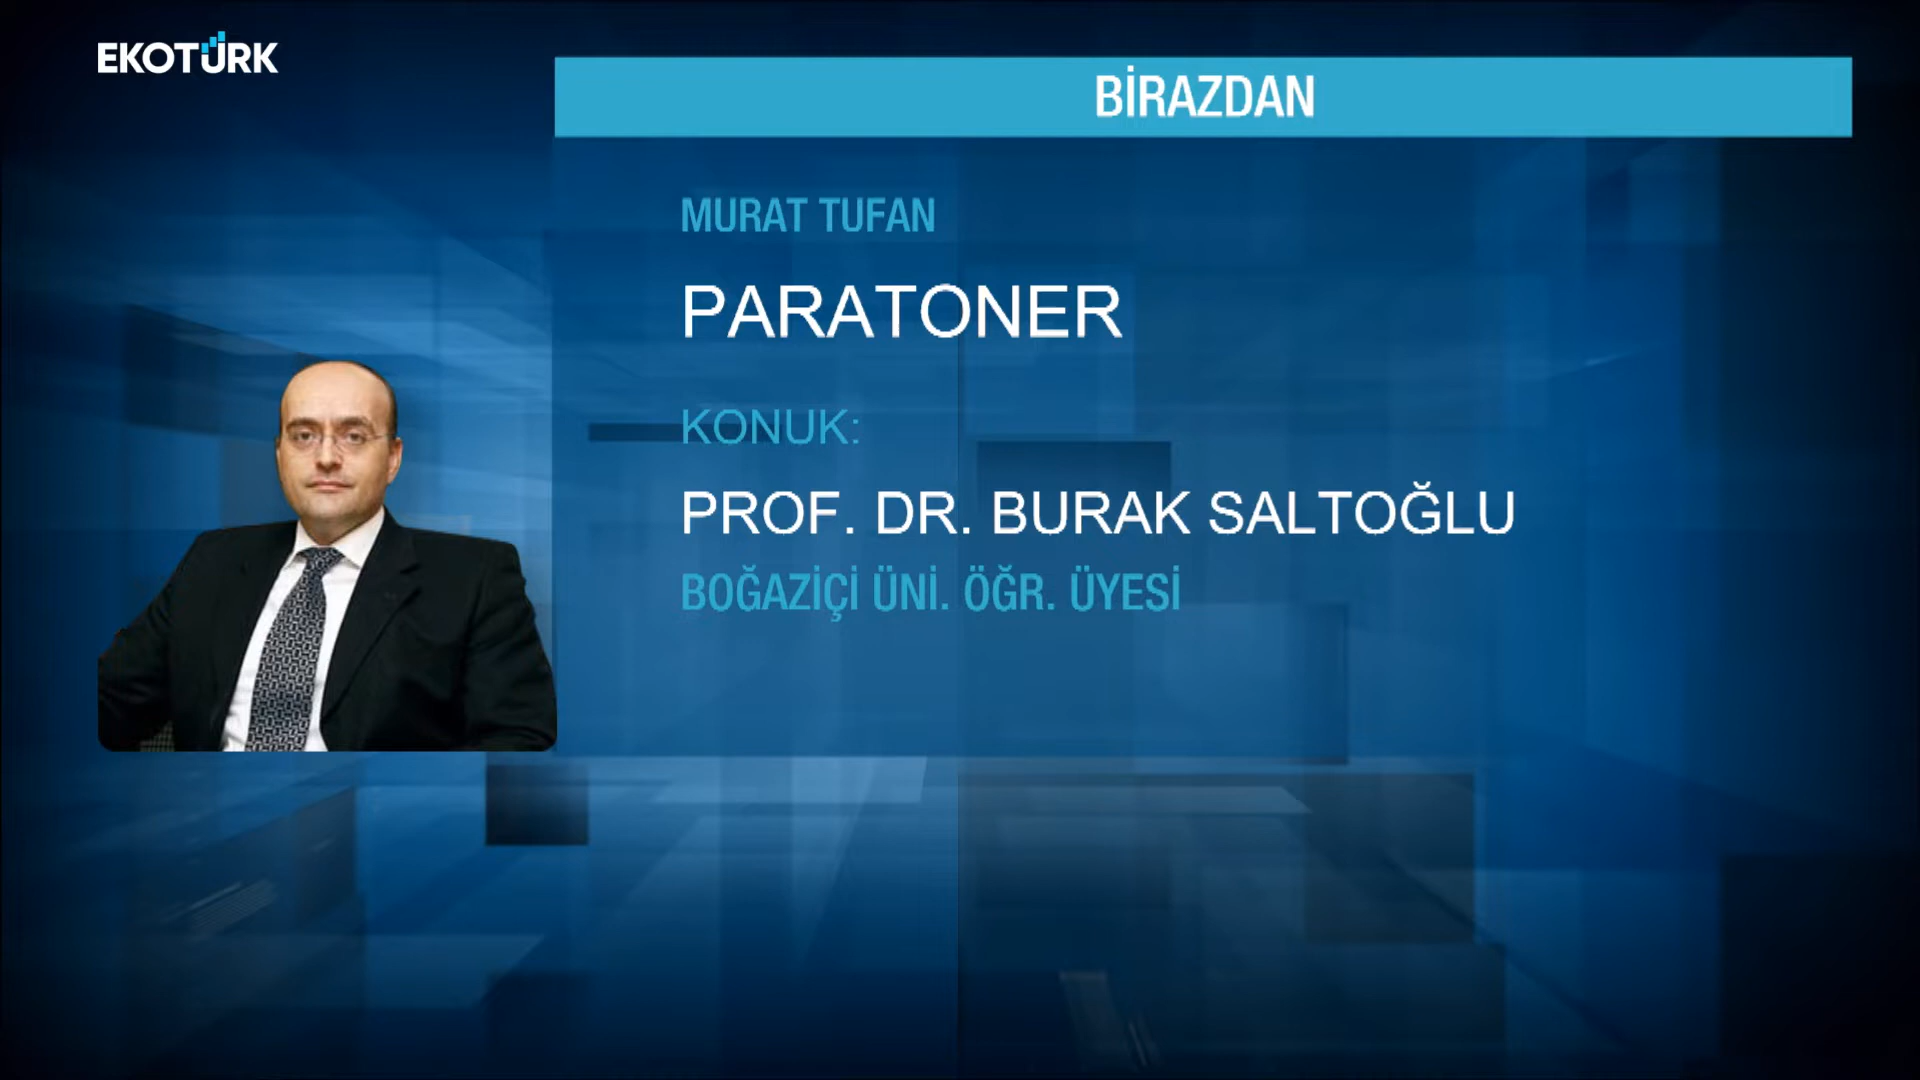 EKOTÜRK
BİRAZDAN
MURAT TUFAN
PARATONER
KONUK:
PROF. DR. BURAK SALTOĞLU
BOĞAZİÇİ ÜNİ. ÖĞR. ÜYESİ